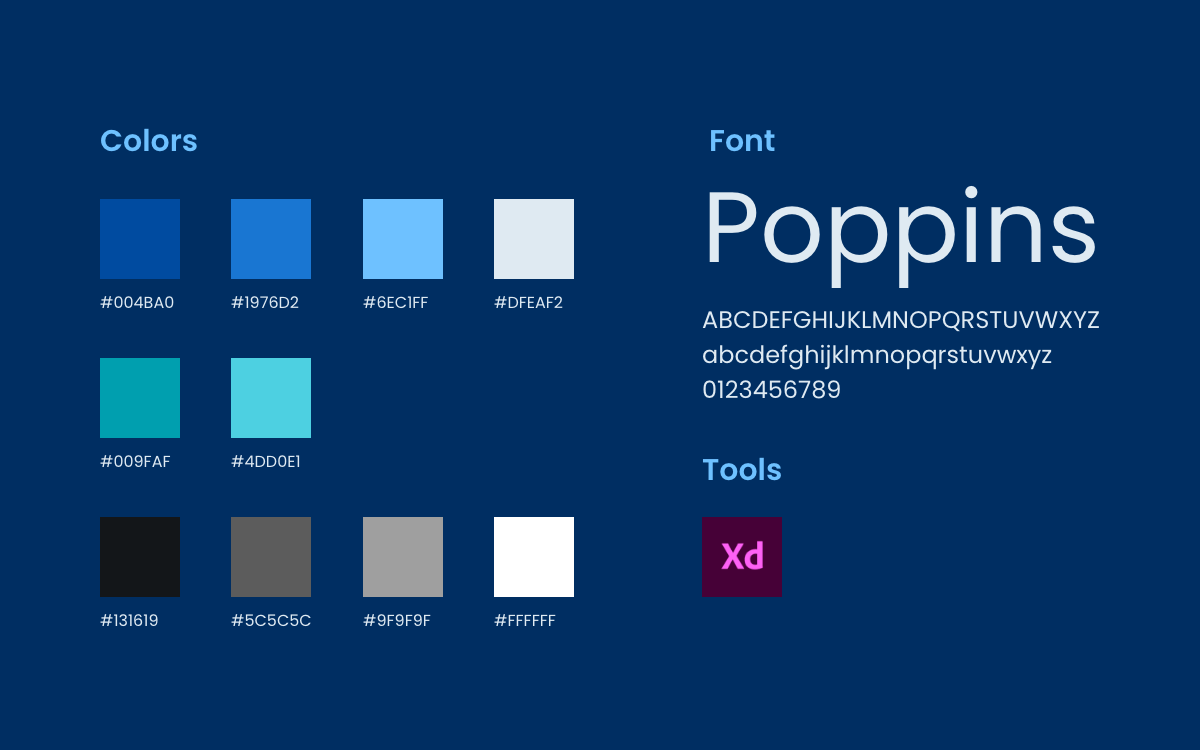 Colors
#004BA0 #1976D2 #6EC1FF #DFEAF2
#009FAF #4DD0E1
#131619 #5C5C5C #9F9F9F #FFFFFF
Font
Poppins
ABCDEFGHIJKLMNOPQRSTUVWXYZ
abcdefghijklmnopqrstuvwxyz
0123456789
Tools
Xd